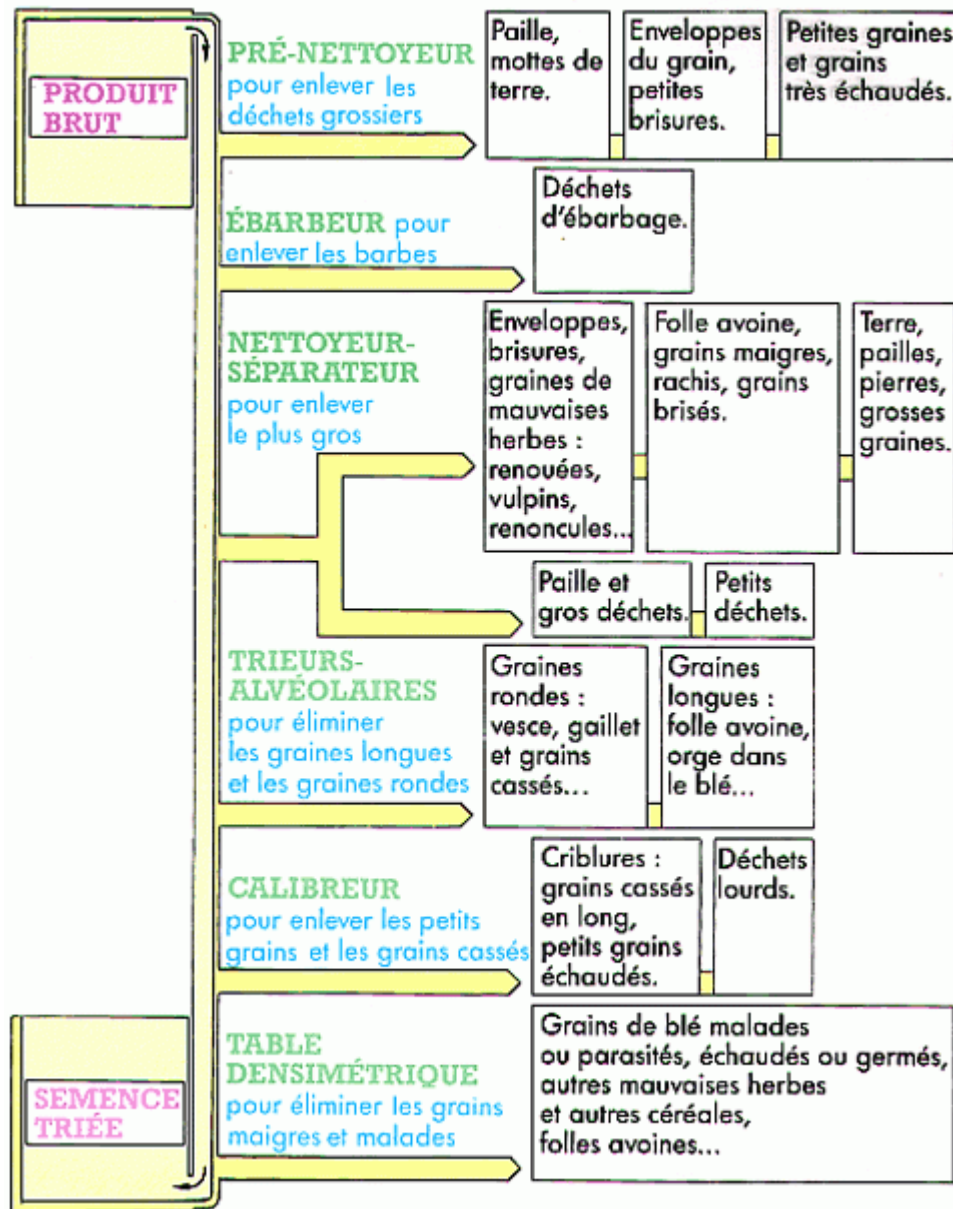 PRODUIT
BRUT
PRÉ-NETTOYEUR
pour enlever les
déchets grossiers
Paille,
mottes de
terre.
Enveloppes
du grain,
petites
brisures.
Petites graines
et grains
très échaudés.
ÉBARBEUR pour
enlever les barbes
Déchets
d'ébarbage.
NETTOYEUR-
SÉPARATEUR
pour enlever
le plus gros
Enveloppes,
brisures,
graines de
mauvaises
herbes :
renouées,
vulpins,
renoncules...
Folle avoine,
grains maigres,
rachis, grains
brisés.
Terre,
pailles,
pierres,
grosses
graines.
Paille et
gros déchets.
Petits
déchets.
TRIEURS-
ALVÉOLAIRES
pour éliminer
les graines longues
et les graines rondes
Graines
rondes :
vesce, gaillet
et grains
cassés...
Graines
longues :
folle avoine,
orge dans
le blé...
CALIBREUR
pour enlever les petits
grains et les grains cassés
Criblures :
grains cassés
en long,
petits grains
échaudés.
Déchets
lourds.
TABLE
DENSIMÉTRIQUE
pour éliminer les grains
maigres et malades
Grains de blé malades
ou parasités, échaudés ou germés,
autres mauvaises herbes
et autres céréales,
folles avoines...
SEMENCE
TRIÉE